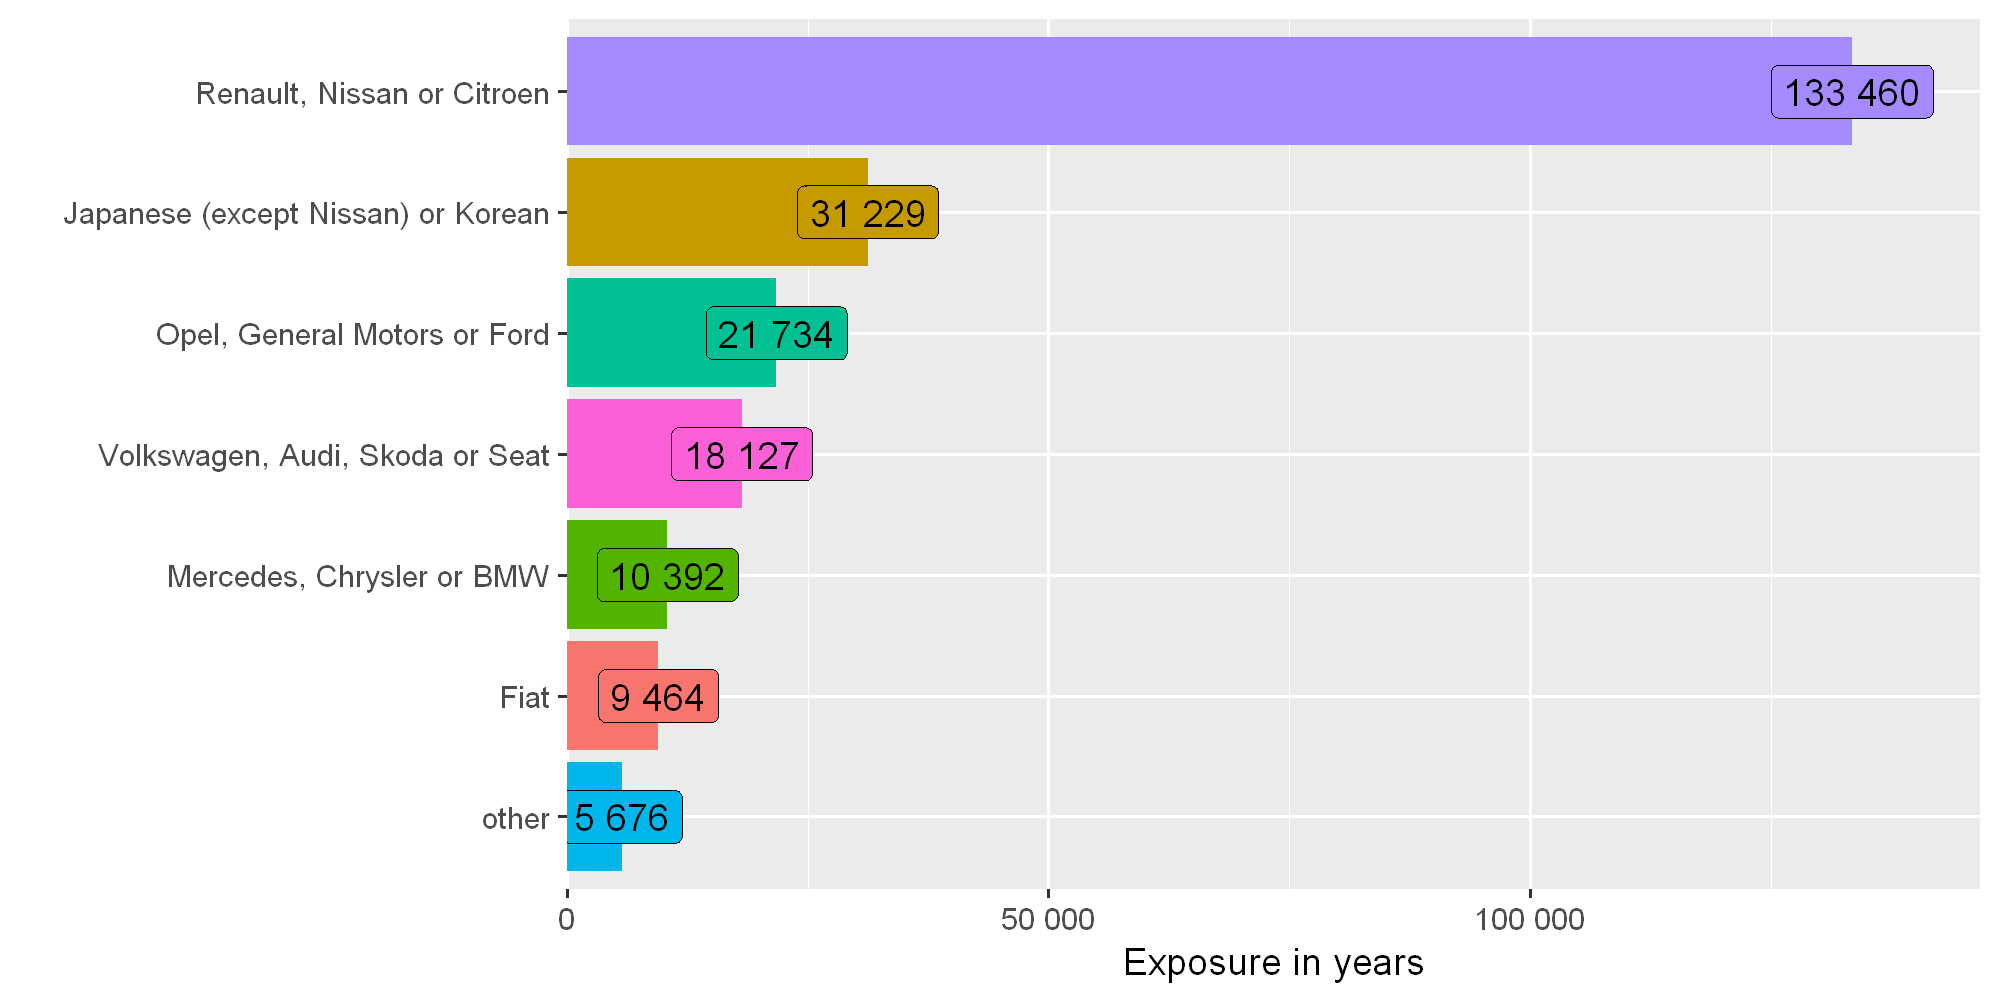 Renault, Nissan or Citroen
133 460
Japanese (except Nissan) or Korean
31 229
Opel, General Motors or Ford
21 734
Volkswagen, Audi, Skoda or Seat
18 127
Mercedes, Chrysler or BMW
10 392
Fiat
9 464
other
5 676
0
50 000
100 000
Exposure in years